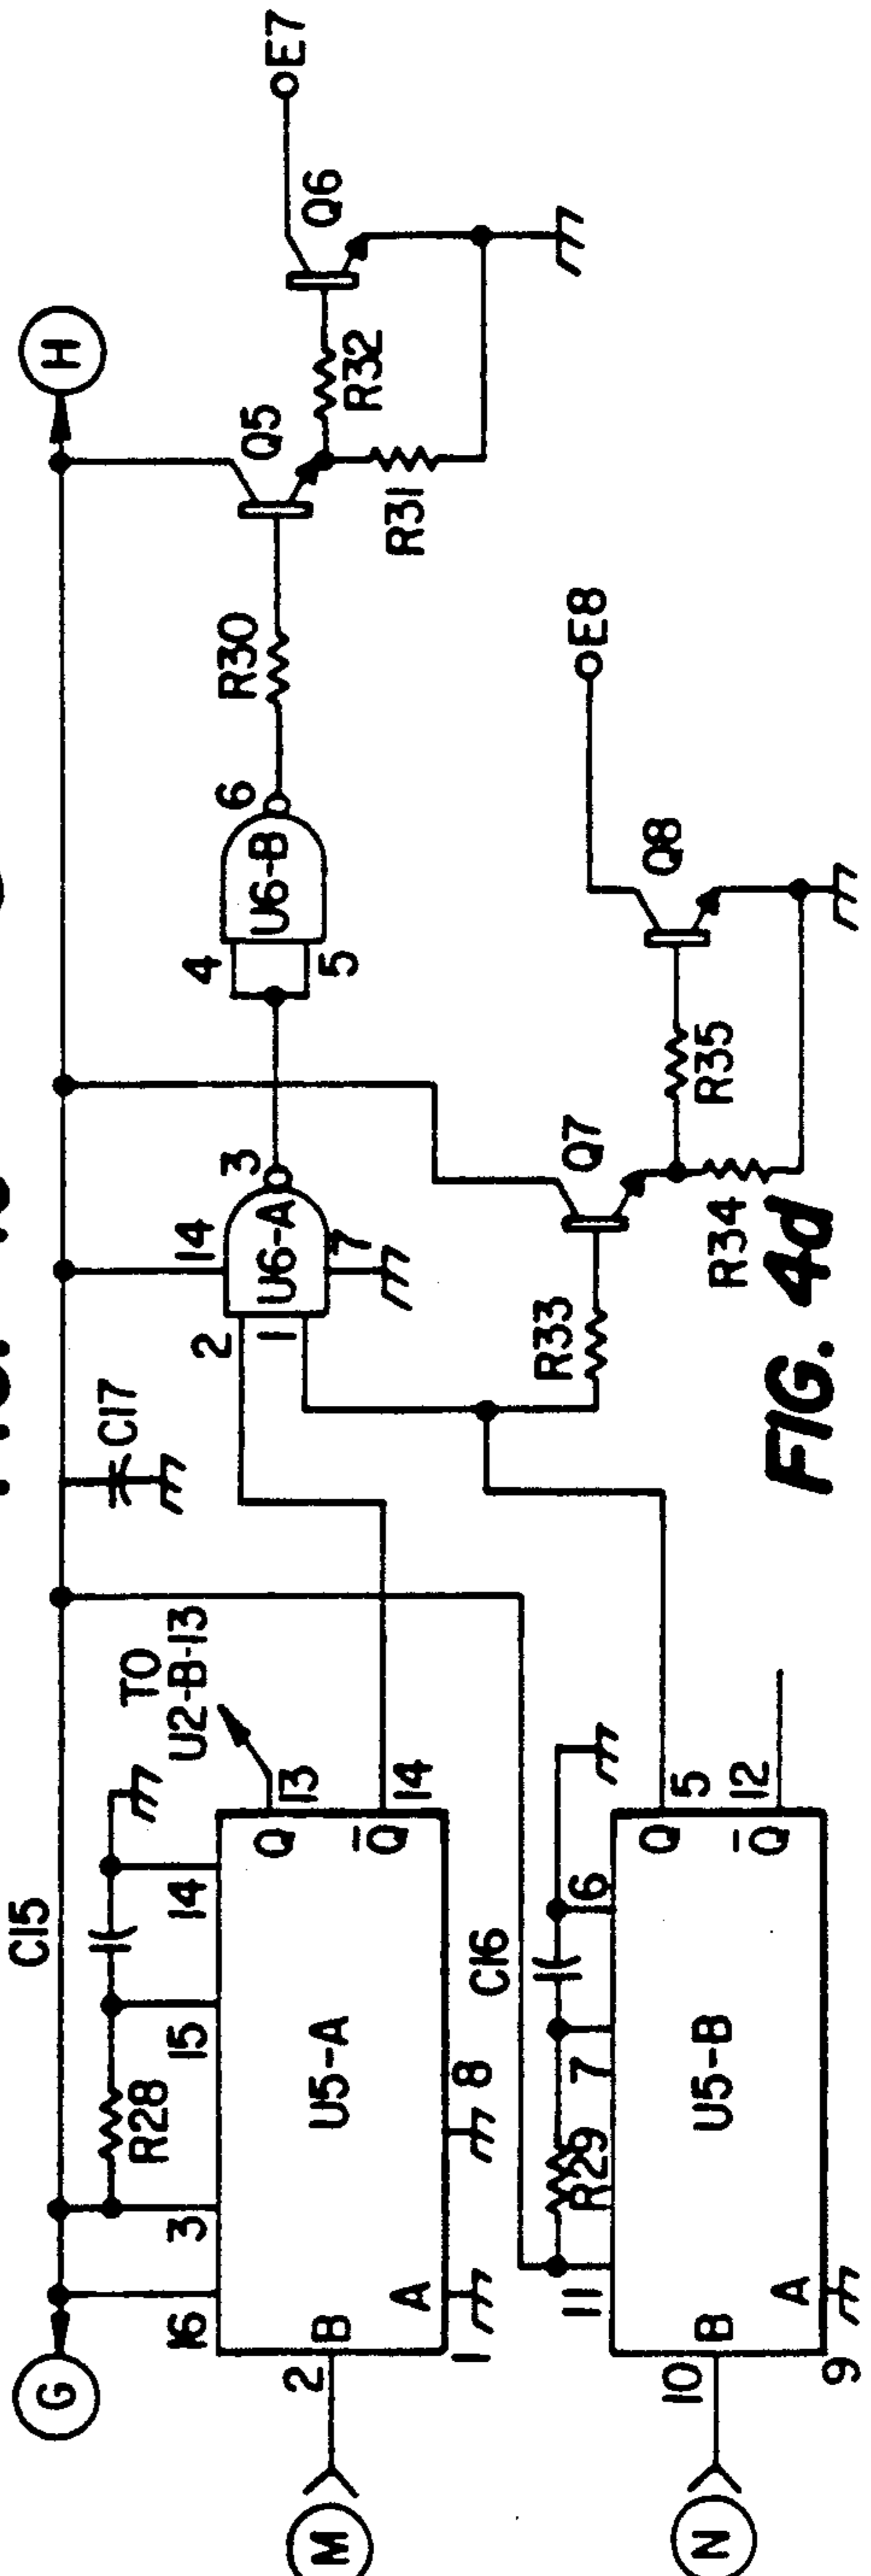 G
H
C15
C17
TO
U2-B-13
R28
16
3
15
14
13
Q
Q̅
14
U5-A
2
B
A
1
8
M
2
14
1
U6-A
7
3
4
5
U6-B
6
R30
Q5
R31
R32
Q6
E7
R33
Q7
R34
R35
Q8
E8
C16
R29
11
7
6
Q
5
Q̅
12
U5-B
10
B
A
9
N
FIG. 4d